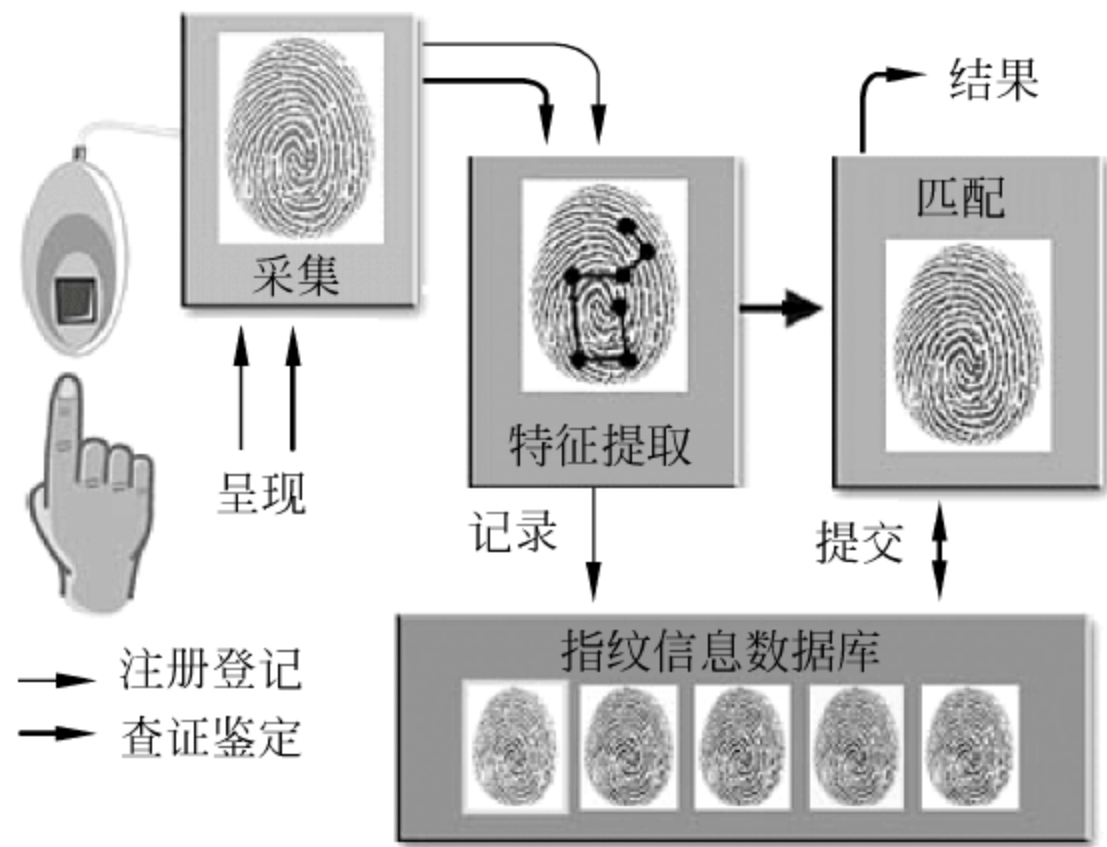 采集
呈现
特征提取
匹配
结果
记录
提交
指纹信息数据库
注册登记
查证鉴定